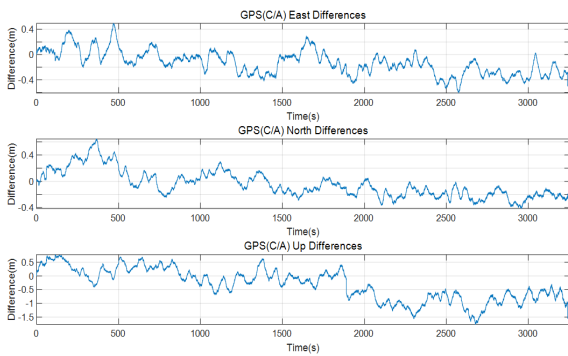 GPS(C/A) East Differences
Difference(m)
0.4
0
-0.4
0 500 1000 1500 2000 2500 3000
Time(s)
GPS(C/A) North Differences
Difference(m)
0.4
0
-0.4
0 500 1000 1500 2000 2500 3000
Time(s)
GPS(C/A) Up Differences
Difference(m)
0.5
0
-0.5
-1
-1.5
0 500 1000 1500 2000 2500 3000
Time(s)